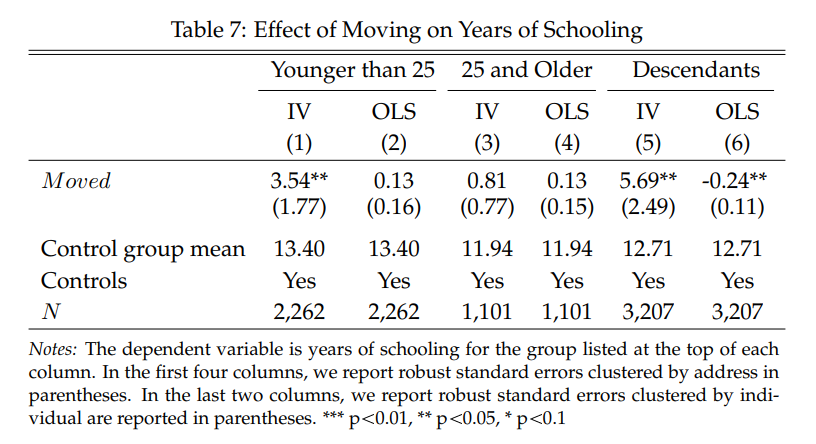 Table 7: Effect of Moving on Years of Schooling
Younger than 25 25 and Older Descendants
IV OLS IV OLS IV OLS
(1) (2) (3) (4) (5) (6)
Moved 3.54** 0.13 0.81 0.13 5.69** -0.24**
(1.77) (0.16) (0.77) (0.15) (2.49) (0.11)
Control group mean 13.40 13.40 11.94 11.94 12.71 12.71
Controls Yes Yes Yes Yes Yes Yes
N 2,262 2,262 1,101 1,101 3,207 3,207
Notes: The dependent variable is years of schooling for the group listed at the top of each
column. In the first four columns, we report robust standard errors clustered by address in
parentheses. In the last two columns, we report robust standard errors clustered by indi-
vidual are reported in parentheses. *** p<0.01, ** p<0.05, * p<0.1